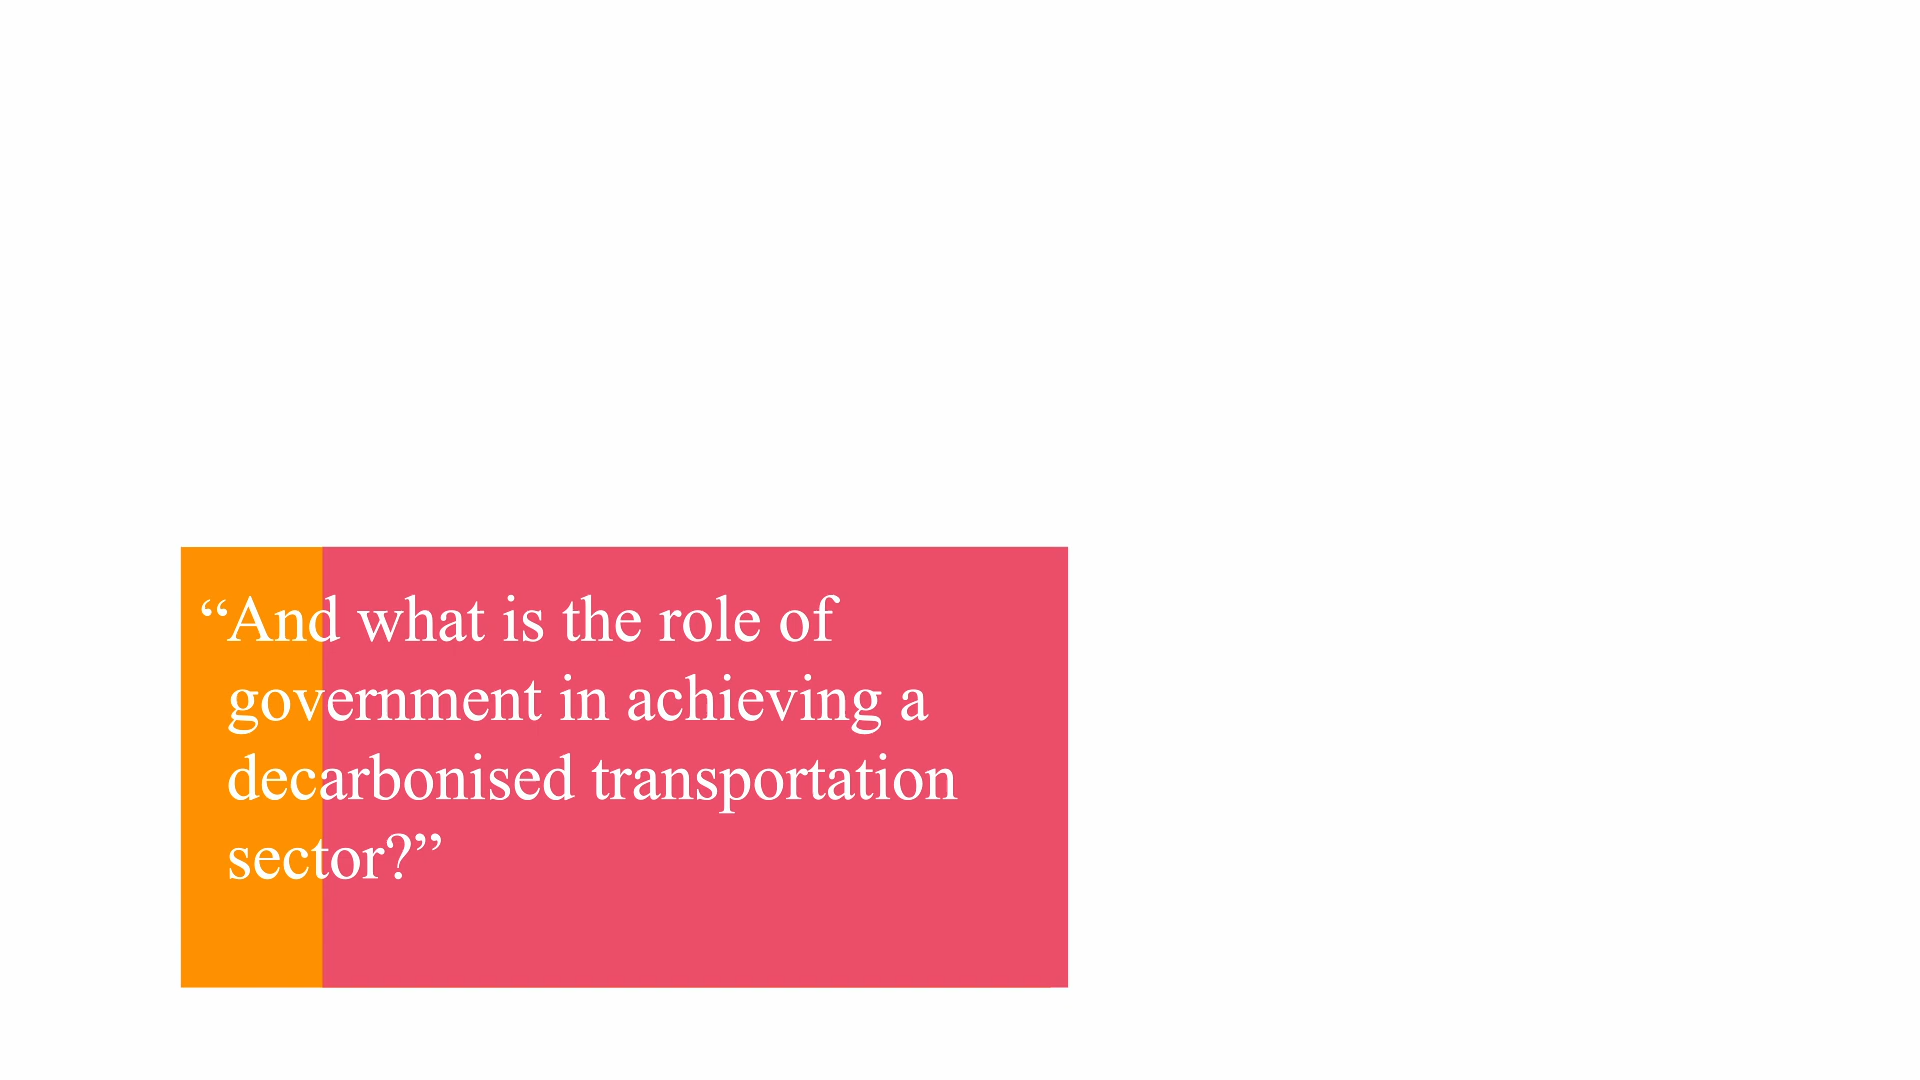 “And what is the role of
government in achieving a
decarbonised transportation
sector?”